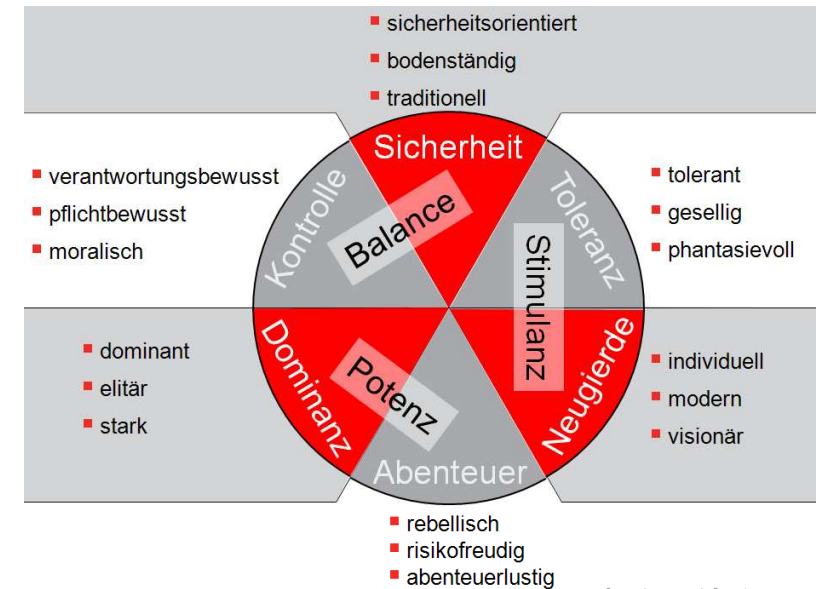 sicherheitsorientiert
bodenständig
traditionell
Sicherheit
Kontrolle
Toleranz
Balance
Stimulanz
verantwortungsbewusst
pflichtbewusst
moralisch
tolerant
gesellig
phantasievoll
Dominanz
Potenz
Neugierde
Abenteuer
dominant
elitär
stark
individuell
modern
visionär
rebellisch
risikofreudig
abenteuerlustig